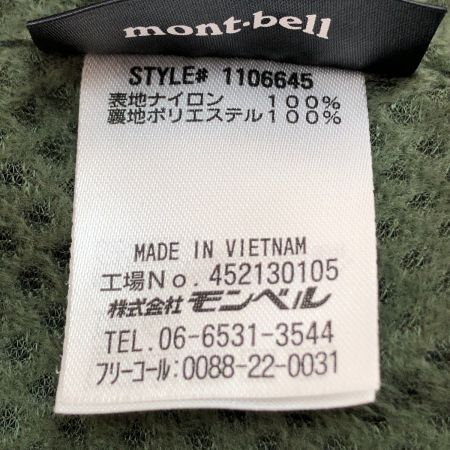 mont-bell
STYLE# 1106645
表地ナイロン 100%
裏地ポリエステル100%
MADE IN VIETNAM
工場No. 452130105
株式会社モンベル
TEL.06-6531-3544
フリーコール:0088-22-0031